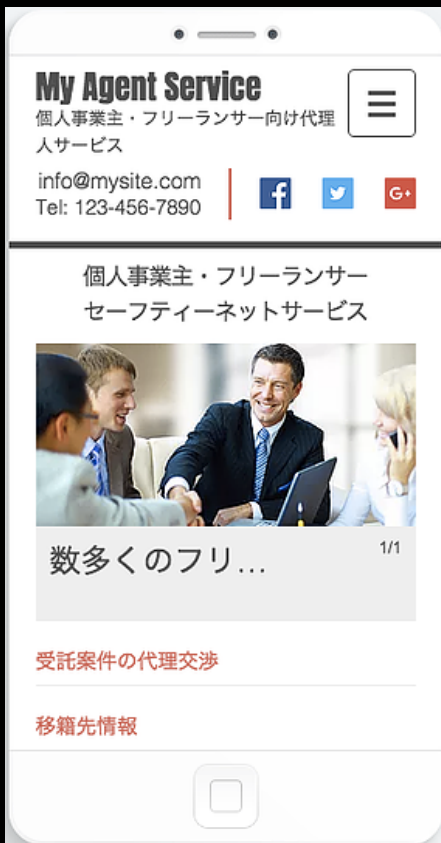 My Agent Service
個人事業主・フリーランサー向け代理
人サービス
info@mysite.com
Tel: 123-456-7890
f
G+
個人事業主・フリーランサー
セーフティーネットサービス
数多くのフリ...
1/1
受託案件の代理交渉
移籍先情報